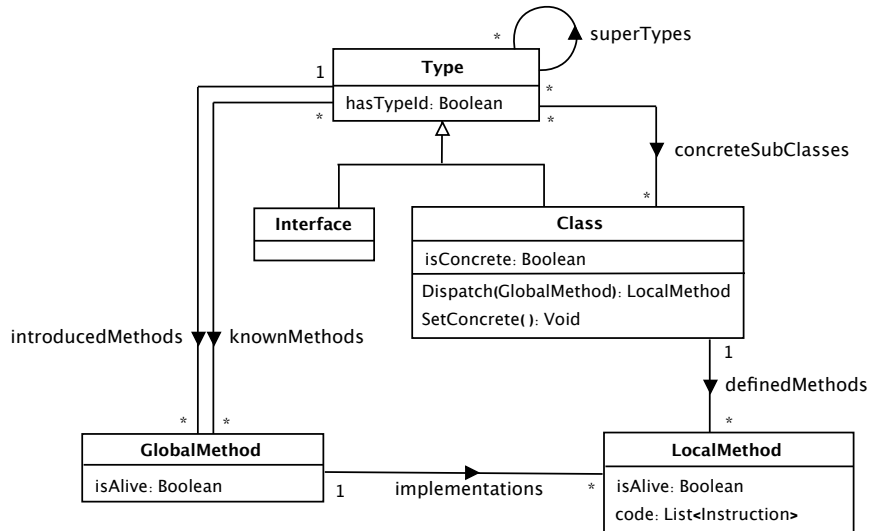 *
superTypes
Type
1
*
hasTypeId: Boolean
*
*
concreteSubClasses
*
Interface
Class
isConcrete: Boolean
Dispatch(GlobalMethod): LocalMethod
SetConcrete(): Void
introducedMethods
knownMethods
1
definedMethods
*
*
*
GlobalMethod
LocalMethod
isAlive: Boolean
1
implementations
*
isAlive: Boolean
code: List<Instruction>